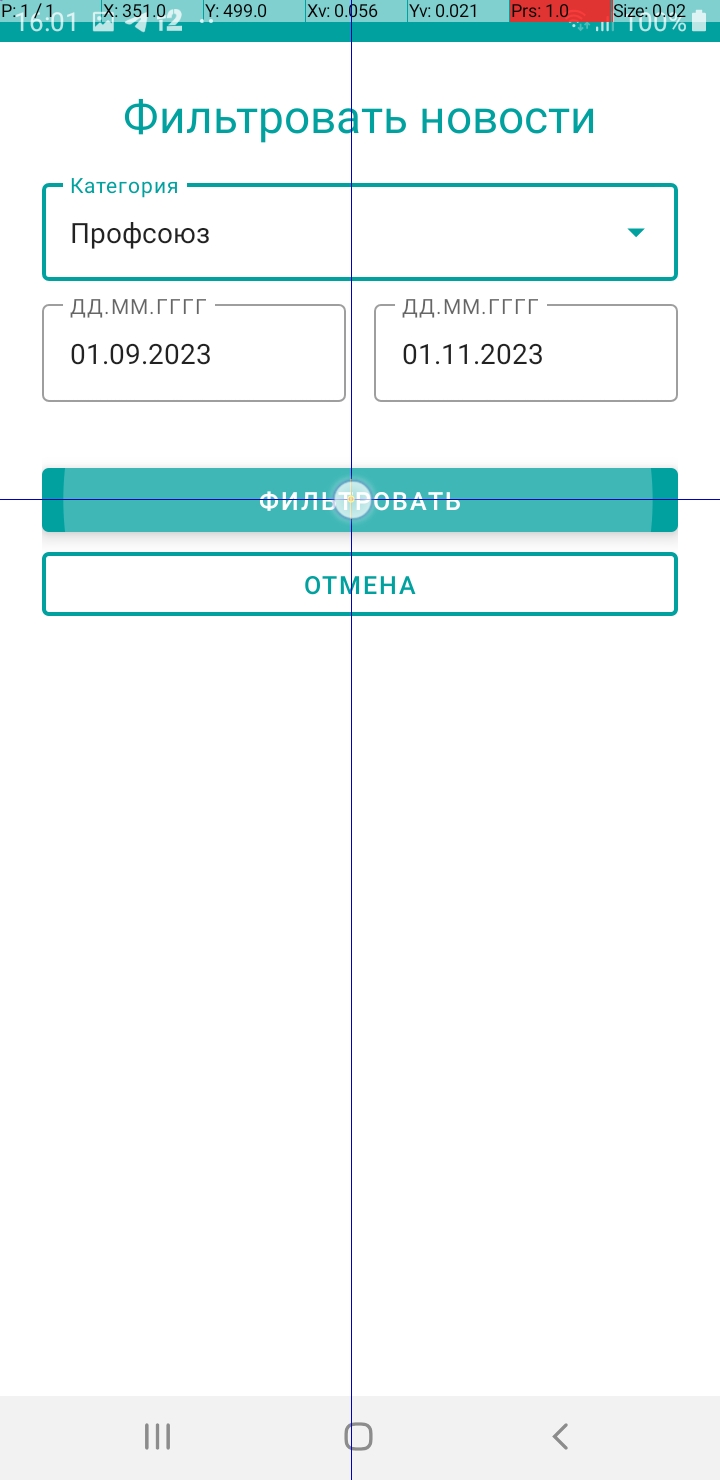 P: 1 / 1 X: 351.0 Y: 499.0 Xv: 0.056 Yv: 0.021 Prs: 1.0 Size: 0.02
16:01 100%
Фильтровать новости
Категория
Профсоюз
ДД.ММ.ГГГГ ДД.ММ.ГГГГ
01.09.2023 01.11.2023
ФИЛЬТРОВАТЬ
ОТМЕНА